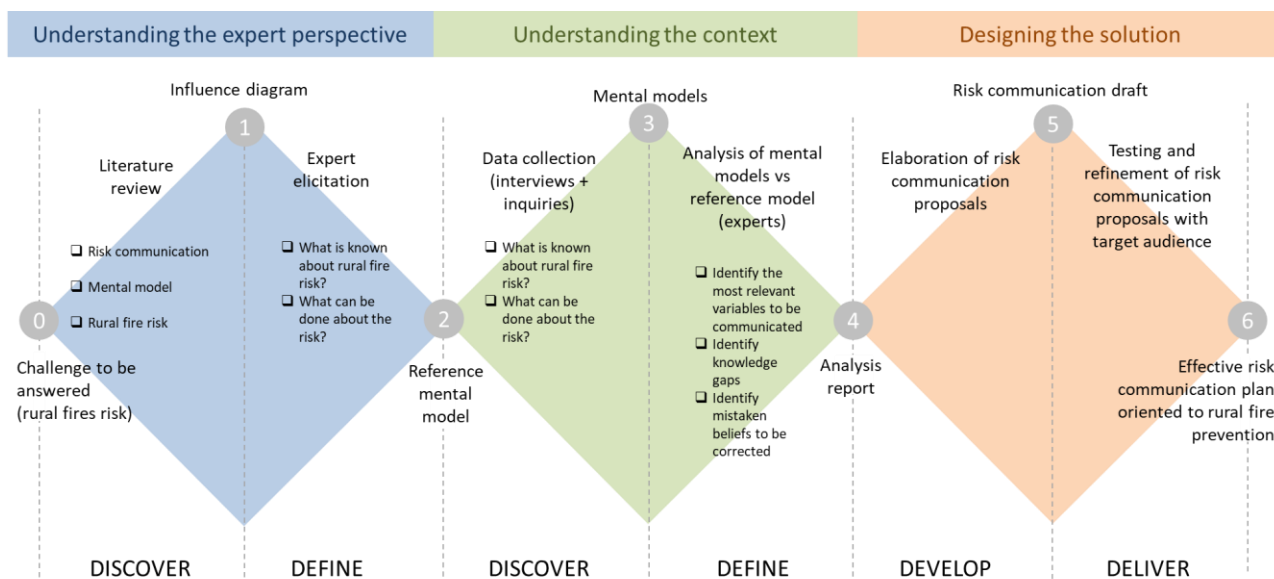 Understanding the expert perspective
Understanding the context
Designing the solution
Influence diagram
1
Literature
review
❑ Risk communication
❑ Mental model
❑ Rural fire risk
0
Challenge to be
answered
(rural fires risk)
Expert
elicitation
❑ What is known
about rural fire
risk?
❑ What can be
done about the
risk?
2
Reference
mental
model
Mental models
3
Data collection
(interviews +
inquiries)
❑ What is known
about rural fire
risk?
❑ What can be
done about the
risk?
Analysis of mental
models vs
reference model
(experts)
❑ Identify the
most relevant
variables to be
communicated
❑ Identify
knowledge
gaps
❑ Identify
mistaken
beliefs to be
corrected
4
Analysis
report
Risk communication draft
5
Elaboration of risk
communication
proposals
Testing and
refinement of risk
communication
proposals with
target audience
6
Effective risk
communication plan
oriented to rural fire
prevention
DISCOVER
DEFINE
DISCOVER
DEFINE
DEVELOP
DELIVER